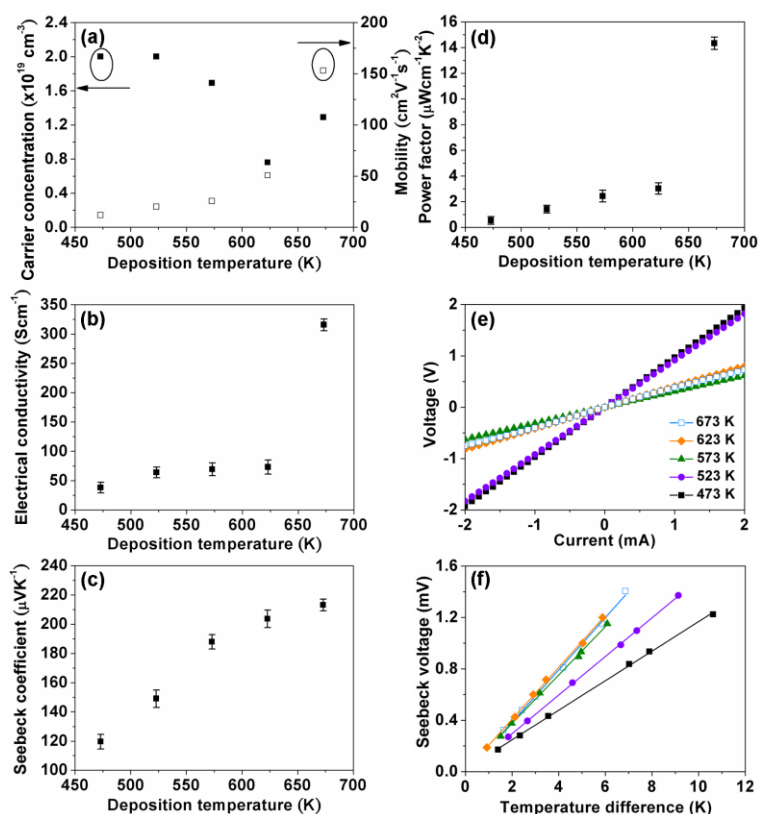 (a)
Carrier concentration (x10¹⁹ cm⁻³)
2.4
2.0
1.6
1.2
0.8
0.4
0.0
200
150
100
50
0
Mobility (cm²V⁻¹s⁻¹)
450 500 550 600 650 700
Deposition temperature (K)
(d)
Power factor (μWcm⁻¹K⁻²)
16
14
12
10
8
6
4
2
0
450 500 550 600 650 700
Deposition temperature (K)
(b)
Electrical conductivity (Scm⁻¹)
350
300
250
200
150
100
50
0
450 500 550 600 650 700
Deposition temperature (K)
(e)
Voltage (V)
2
1
0
-1
-2
673 K
623 K
573 K
523 K
473 K
-2 -1 0 1 2
Current (mA)
(c)
Seebeck coefficient (μVK⁻¹)
240
220
200
180
160
140
120
100
450 500 550 600 650 700
Deposition temperature (K)
(f)
Seebeck voltage (mV)
1.6
1.2
0.8
0.4
0.0
0 2 4 6 8 10 12
Temperature difference (K)